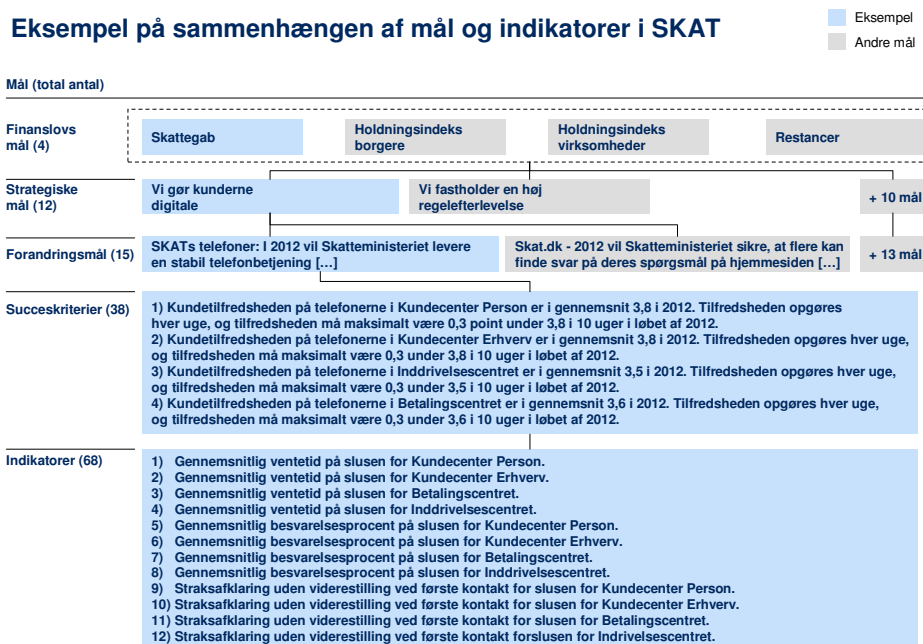 Eksempel på sammenhængen af mål og indikatorer i SKAT
Eksempel
Andre mål
Mål (total antal)
Finanslovs
mål (4)
Skattegab
Holdningsindeks
borgere
Holdningsindeks
virksomheder
Restancer
Strategiske
mål (12)
Vi gør kunderne
digitale
Vi fastholder en høj
regelefterlevelse
+ 10 mål
Forandringsmål (15)
SKATs telefoner: I 2012 vil Skatteministeriet levere
en stabil telefonbetjening [...]
Skat.dk - 2012 vil Skatteministeriet sikre, at flere kan
finde svar på deres spørgsmål på hjemmesiden [...]
+ 13 mål
Succeskriterier (38)
1) Kundetilfredsheden på telefonerne i Kundecenter Person er i gennemsnit 3,8 i 2012. Tilfredsheden opgøres
hver uge, og tilfredsheden må maksimalt være 0,3 point under 3,8 i 10 uger i løbet af 2012.
2) Kundetilfredsheden på telefonerne i Kundecenter Erhverv er i gennemsnit 3,8 i 2012. Tilfredsheden opgøres hver uge,
og tilfredsheden må maksimalt være 0,3 under 3,8 i 10 uger i løbet af 2012.
3) Kundetilfredsheden på telefonerne i Inddrivelsescentret er i gennemsnit 3,5 i 2012. Tilfredsheden opgøres hver uge,
og tilfredsheden må maksimalt være 0,3 under 3,5 i 10 uger i løbet af 2012.
4) Kundetilfredsheden på telefonerne i Betalingscentret er i gennemsnit 3,6 i 2012. Tilfredsheden opgøres hver uge,
og tilfredsheden må maksimalt være 0,3 under 3,6 i 10 uger i løbet af 2012.
Indikatorer (68)
1) Gennemsnitlig ventetid på slusen for Kundecenter Person.
2) Gennemsnitlig ventetid på slusen for Kundecenter Erhverv.
3) Gennemsnitlig ventetid på slusen for Betalingscentret.
4) Gennemsnitlig ventetid på slusen for Inddrivelsescentret.
5) Gennemsnitlig besvarelsesprocent på slusen for Kundecenter Person.
6) Gennemsnitlig besvarelsesprocent på slusen for Kundecenter Erhverv.
7) Gennemsnitlig besvarelsesprocent på slusen for Betalingscentret.
8) Gennemsnitlig besvarelsesprocent på slusen for Inddrivelsescentret.
9) Straksafklaring uden viderestilling ved første kontakt for slusen for Kundecenter Person.
10) Straksafklaring uden viderestilling ved første kontakt for slusen for Kundecenter Erhverv.
11) Straksafklaring uden viderestilling ved første kontakt for slusen for Betalingscentret.
12) Straksafklaring uden viderestilling ved første kontakt forslusen for Indrivelsescentret.